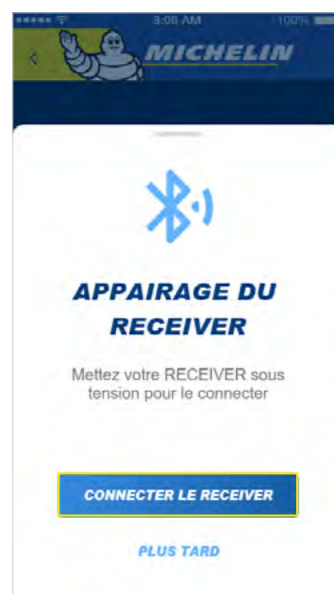 9:08 AM
100%
MICHELIN
APPAIRAGE DU
RECEIVER
Mettez votre RECEIVER sous
tension pour le connecter
CONNECTER LE RECEIVER
PLUS TARD